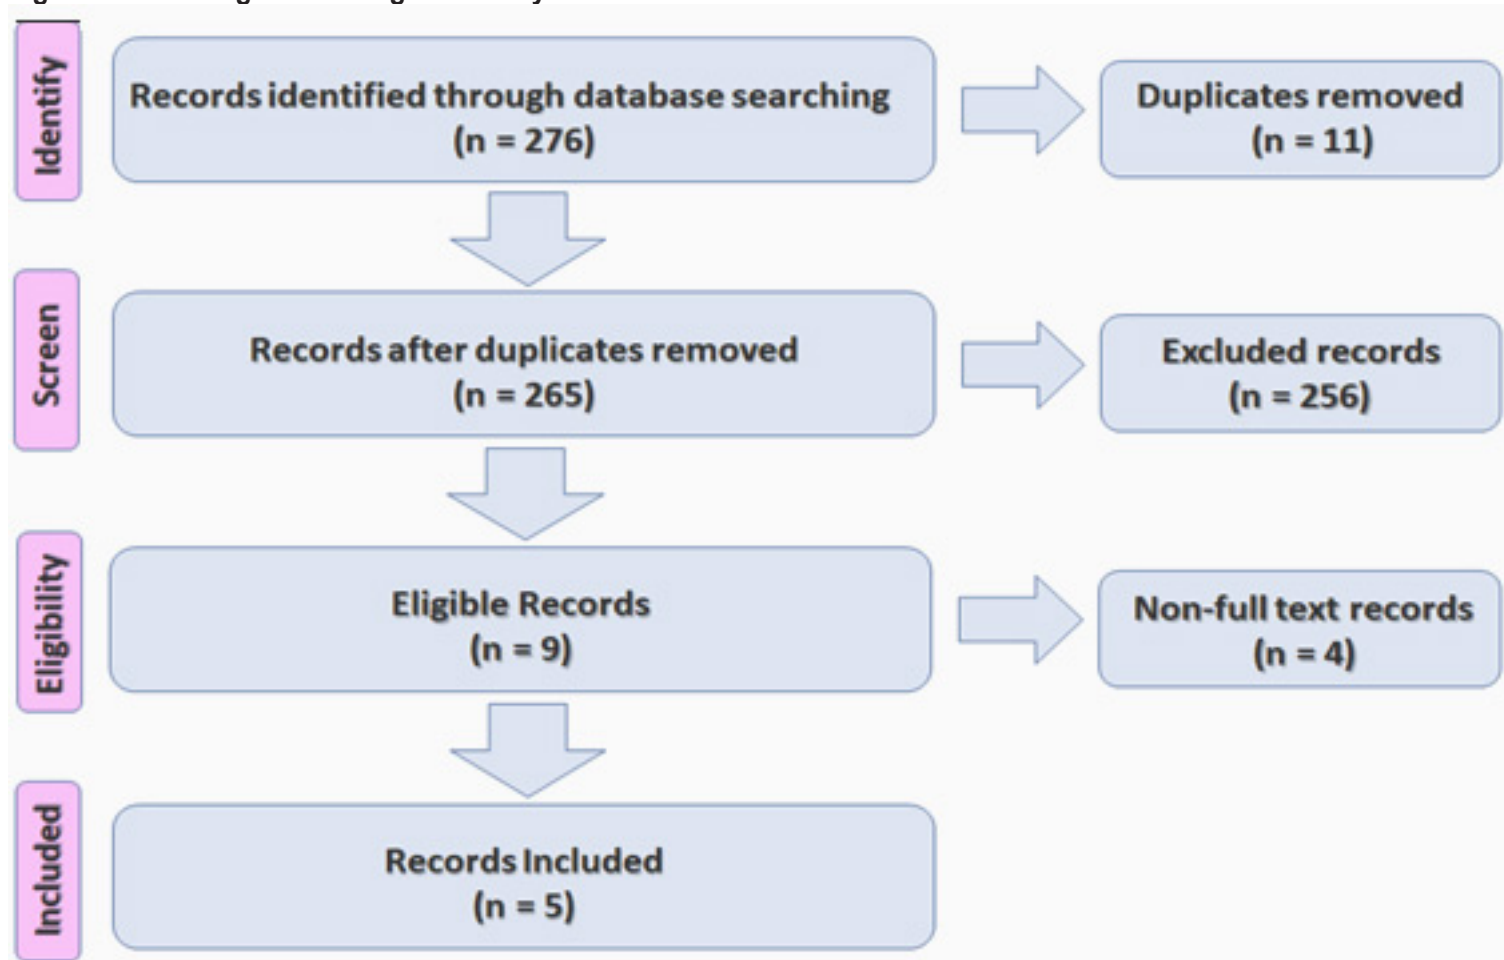 Identify
Records identified through database searching
(n = 276)
Duplicates removed
(n = 11)
Screen
Records after duplicates removed
(n = 265)
Excluded records
(n = 256)
Eligibility
Eligible Records
(n = 9)
Non-full text records
(n = 4)
Included
Records Included
(n = 5)